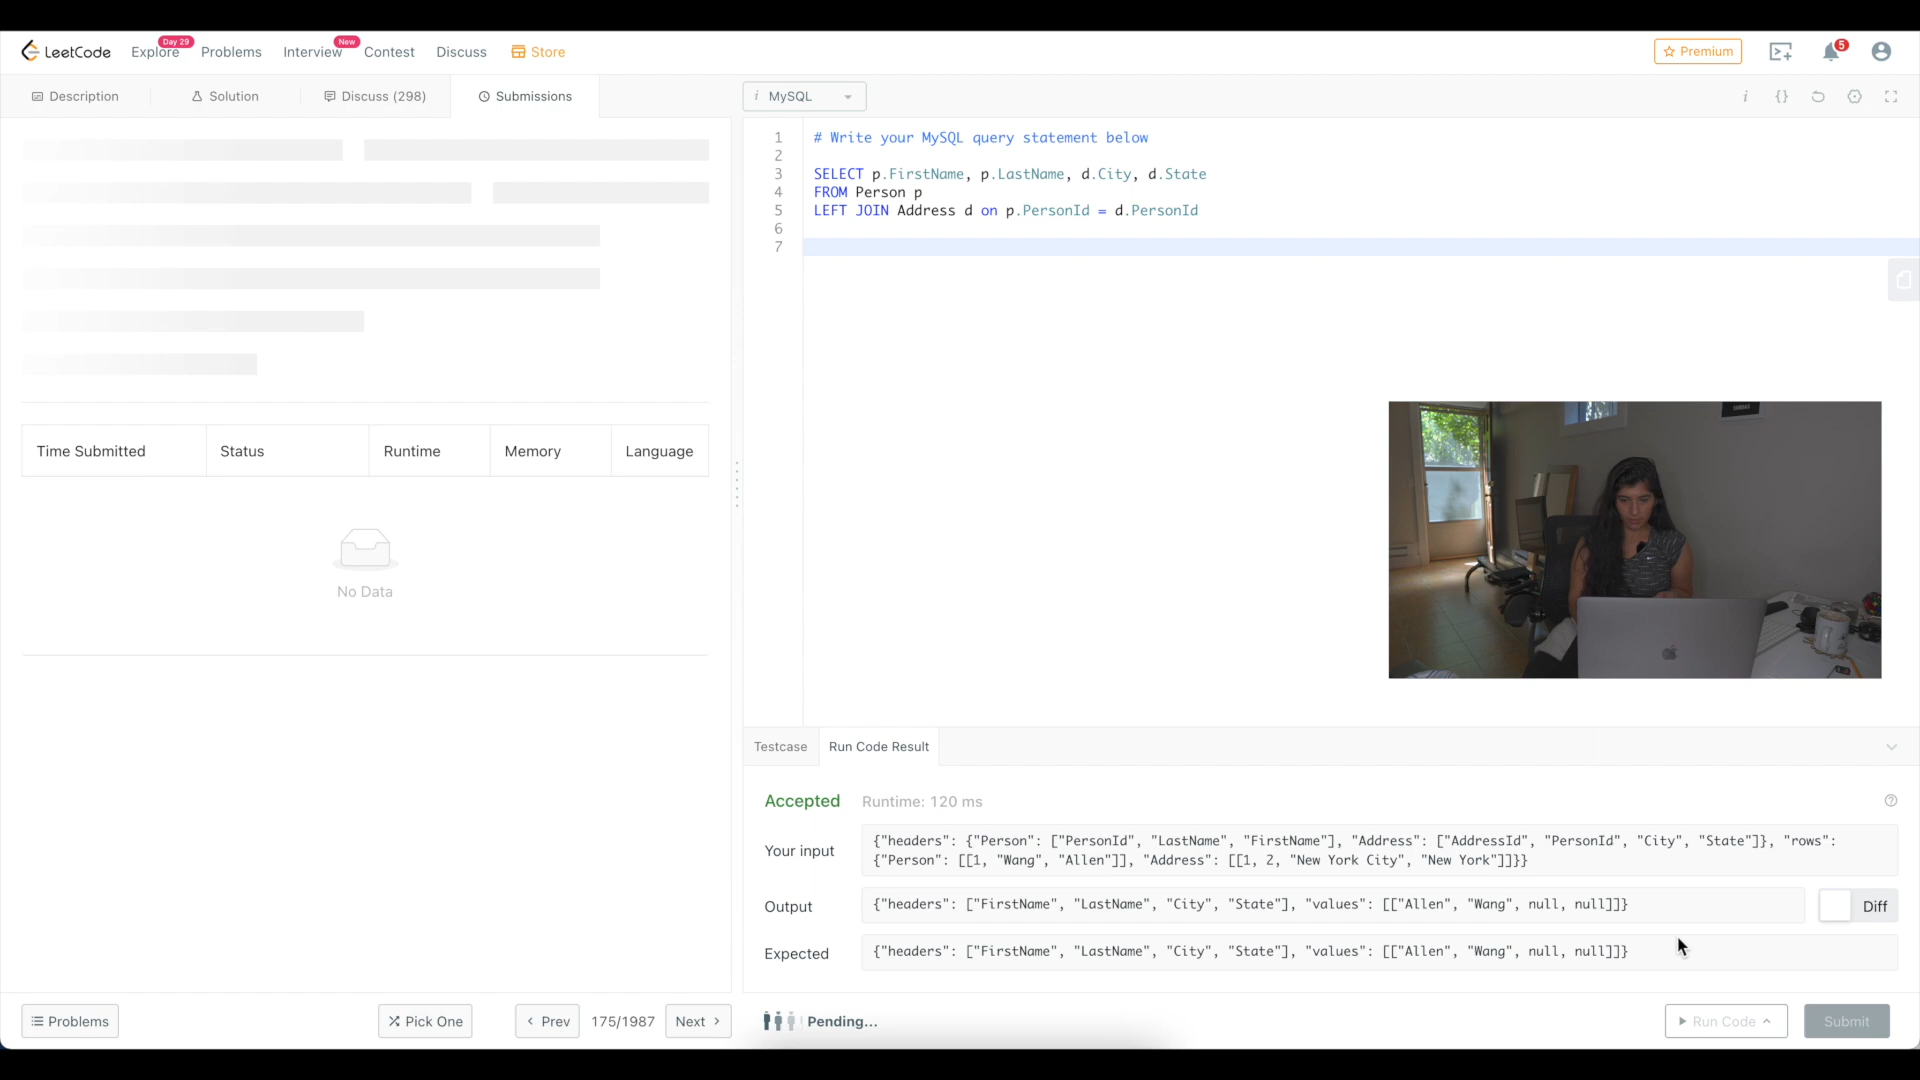 LeetCode
Explore
Day 29
Problems
Interview
New
Contest
Discuss
Store
Premium
5
Description
Solution
Discuss (298)
Submissions
i MySQL
i
{}
1 # Write your MySQL query statement below
2
3 SELECT p.FirstName, p.LastName, d.City, d.State
4 FROM Person p
5 LEFT JOIN Address d on p.PersonId = d.PersonId
6
7
Time Submitted
Status
Runtime
Memory
Language
No Data
Testcase
Run Code Result
Accepted
Runtime: 120 ms
Your input
{"headers": {"Person": ["PersonId", "LastName", "FirstName"], "Address": ["AddressId", "PersonId", "City", "State"]}, "rows":
{"Person": [[1, "Wang", "Allen"]], "Address": [[1, 2, "New York City", "New York"]]}}
Output
{"headers": ["FirstName", "LastName", "City", "State"], "values": [["Allen", "Wang", null, null]]}
Diff
Expected
{"headers": ["FirstName", "LastName", "City", "State"], "values": [["Allen", "Wang", null, null]]}
Problems
Pick One
Prev
175/1987
Next
Pending...
Run Code
Submit